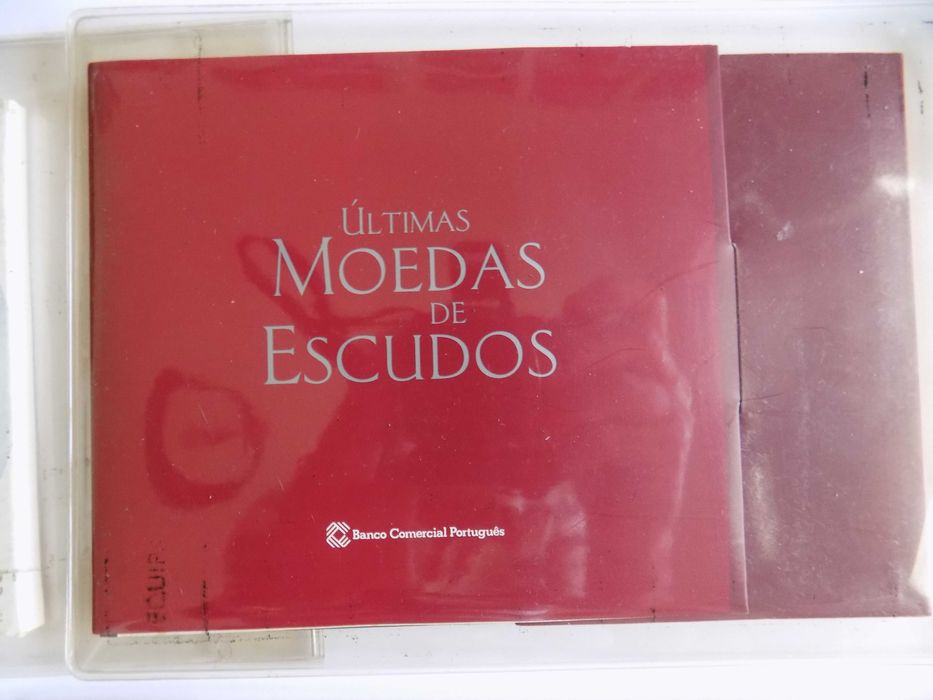 ÚLTIMAS
MOEDAS
DE
ESCUDOS
Banco Comercial Português